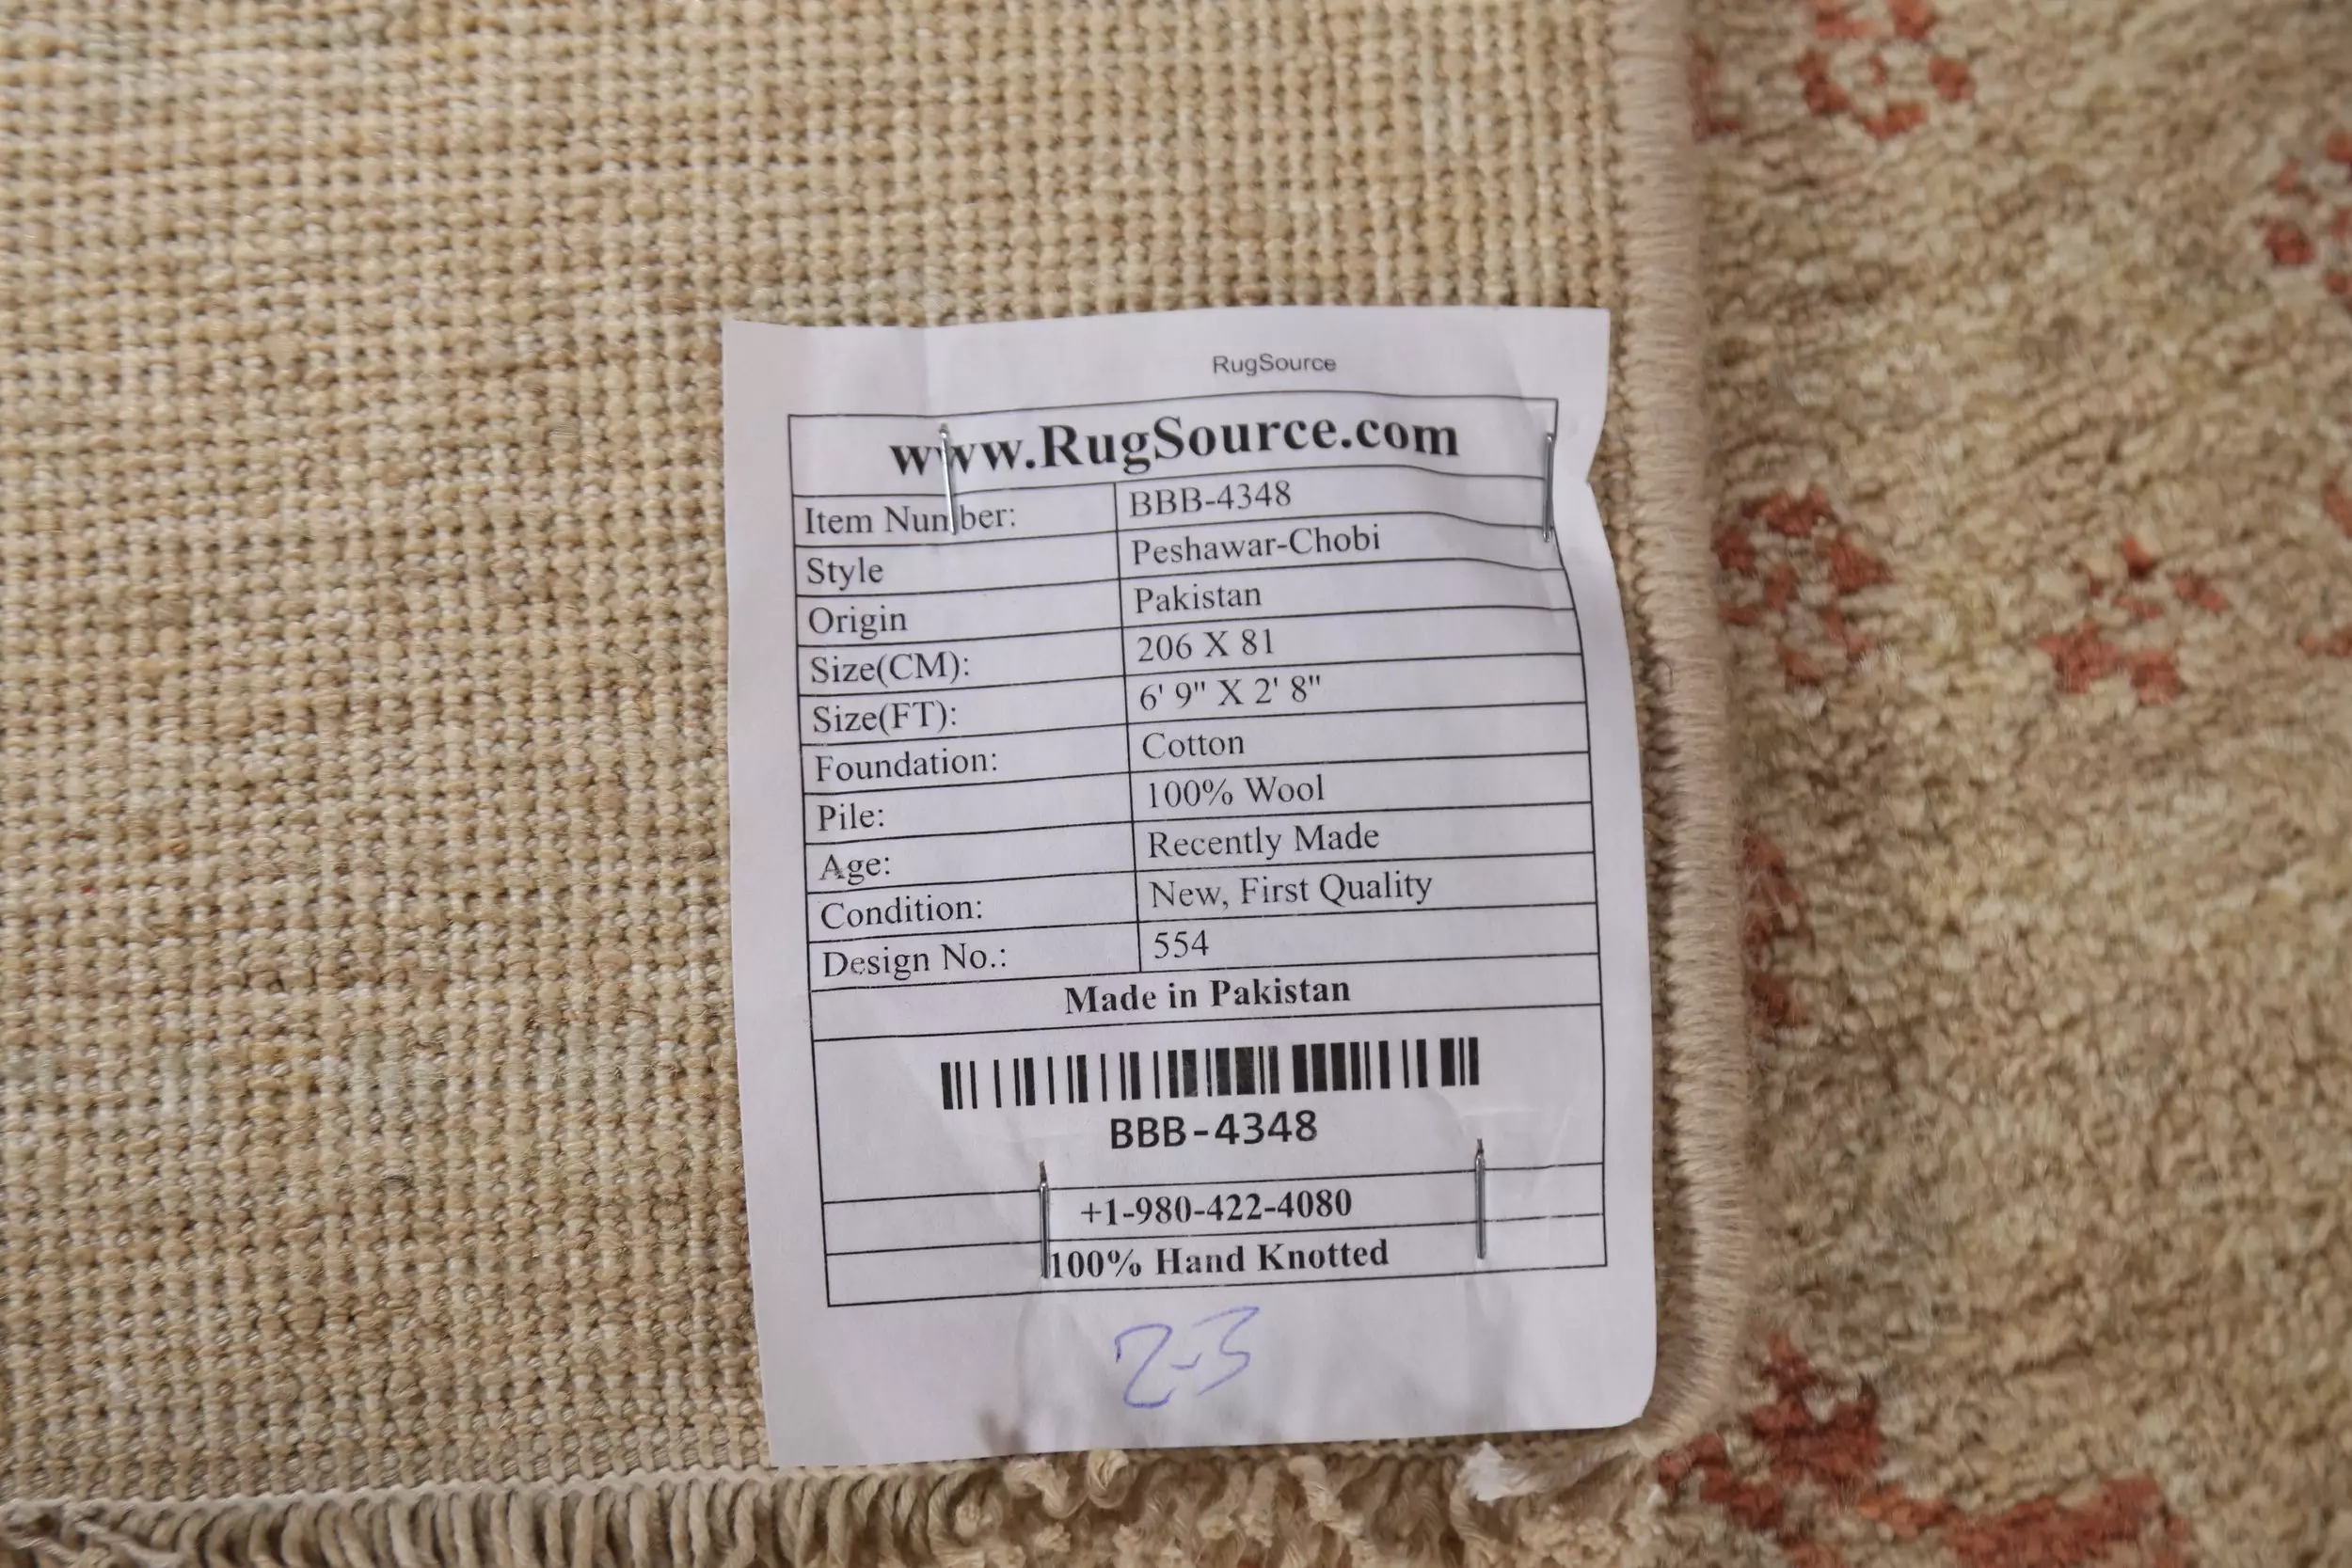 RugSource
www.RugSource.com
Item Number: BBB-4348
Style Peshawar-Chobi
Origin Pakistan
Size(CM): 206 X 81
Size(FT): 6' 9" X 2' 8"
Foundation: Cotton
Pile: 100% Wool
Age: Recently Made
Condition: New, First Quality
Design No.: 554
Made in Pakistan
BBB-4348
+1-980-422-4080
100% Hand Knotted
2-3